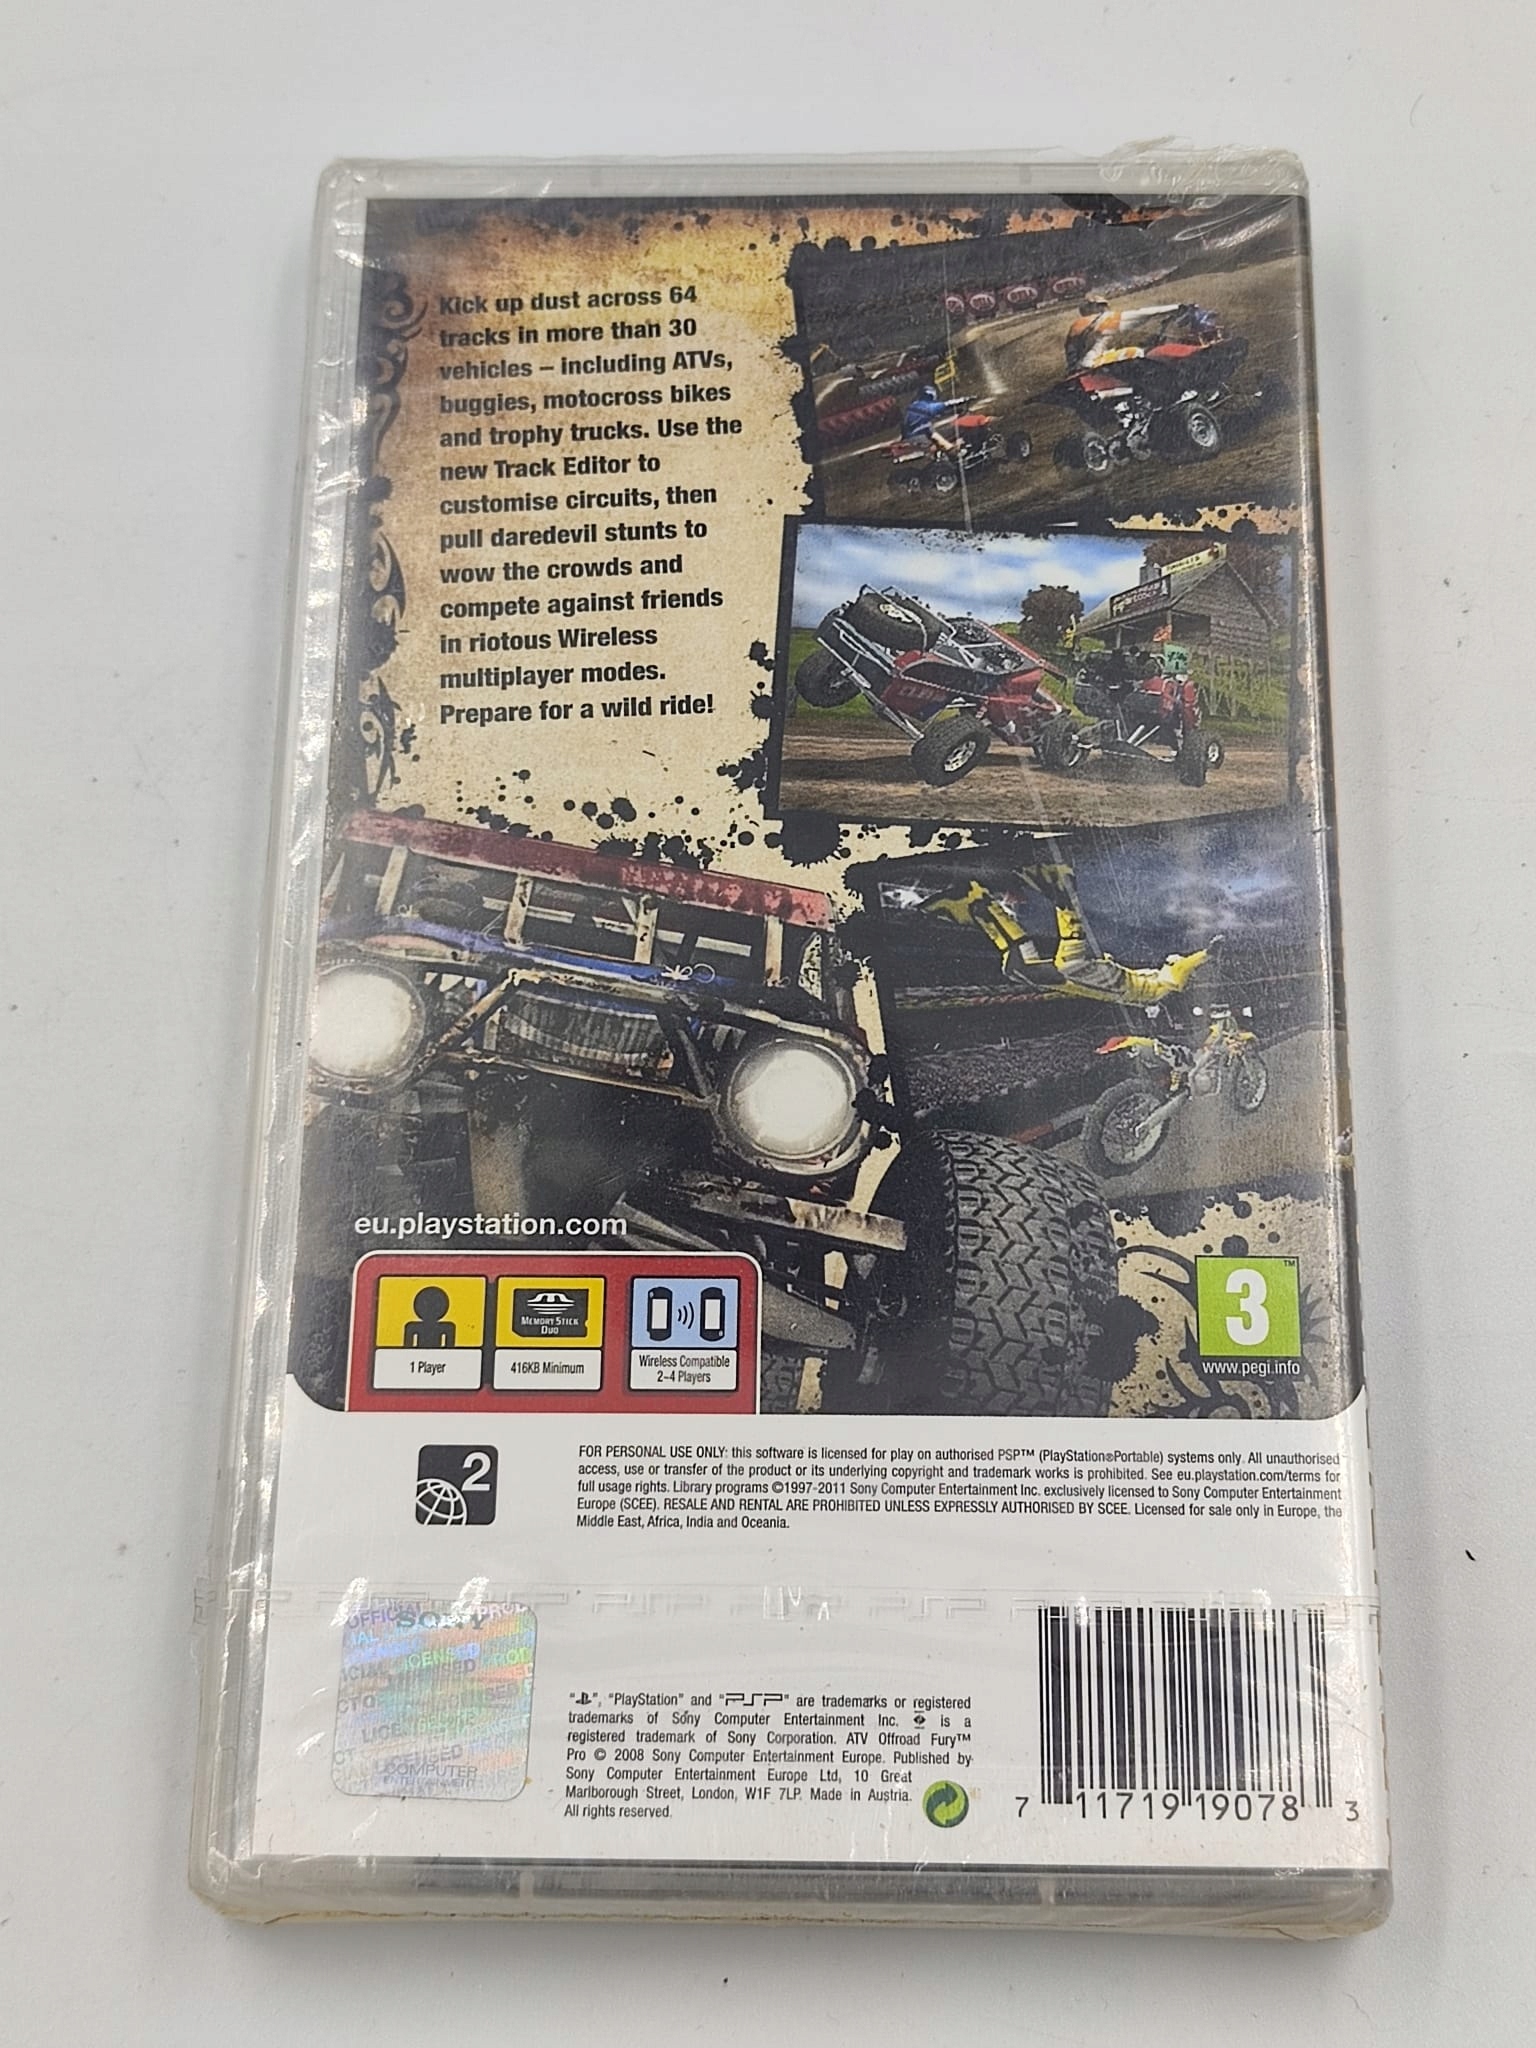 Kick up dust across 64
tracks in more than 30
vehicles – including ATVs,
buggies, motocross bikes
and trophy trucks. Use the
new Track Editor to
customise circuits, then
pull daredevil stunts to
wow the crowds and
compete against friends
in riotous Wireless
multiplayer modes.
Prepare for a wild ride!
eu.playstation.com
MEMORY STICK
DUO
1 Player
416KB Minimum
Wireless Compatible
2-4 Players
3
TM
www.pegi.info
2
FOR PERSONAL USE ONLY: this software is licensed for play on authorised PSP™ (PlayStation®Portable) systems only. All unauthorised
access, use or transfer of the product or its underlying copyright and trademark works is prohibited. See eu.playstation.com/terms for
full usage rights. Library programs ©1997-2011 Sony Computer Entertainment Inc. exclusively licensed to Sony Computer Entertainment
Europe (SCEE). RESALE AND RENTAL ARE PROHIBITED UNLESS EXPRESSLY AUTHORISED BY SCEE. Licensed for sale only in Europe, the
Middle East, Africa, India and Oceania.
SONY
COMPUTER
ENTERTAINMENT
"PlayStation" and "PSP" are trademarks or registered
trademarks of Sony Computer Entertainment Inc. is a
registered trademark of Sony Corporation. ATV Offroad Fury™
Pro © 2008 Sony Computer Entertainment Europe. Published by
Sony Computer Entertainment Europe Ltd, 10 Great
Marlborough Street, London, W1F 7LP. Made in Austria.
All rights reserved.
7 11719 19078 3